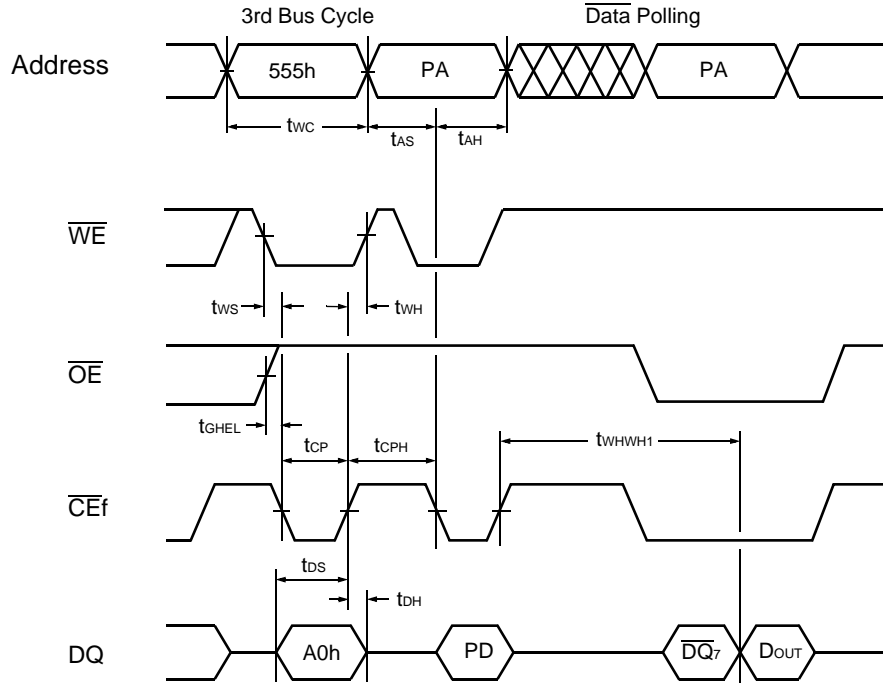 3rd Bus Cycle Data Polling
Address 555h PA PA
tWC tAS tAH
WE
tWS tWH
OE
tGHEL tCP tCPH tWHWH1
CEf
tDS
tDH
DQ A0h PD DQ7 DOUT